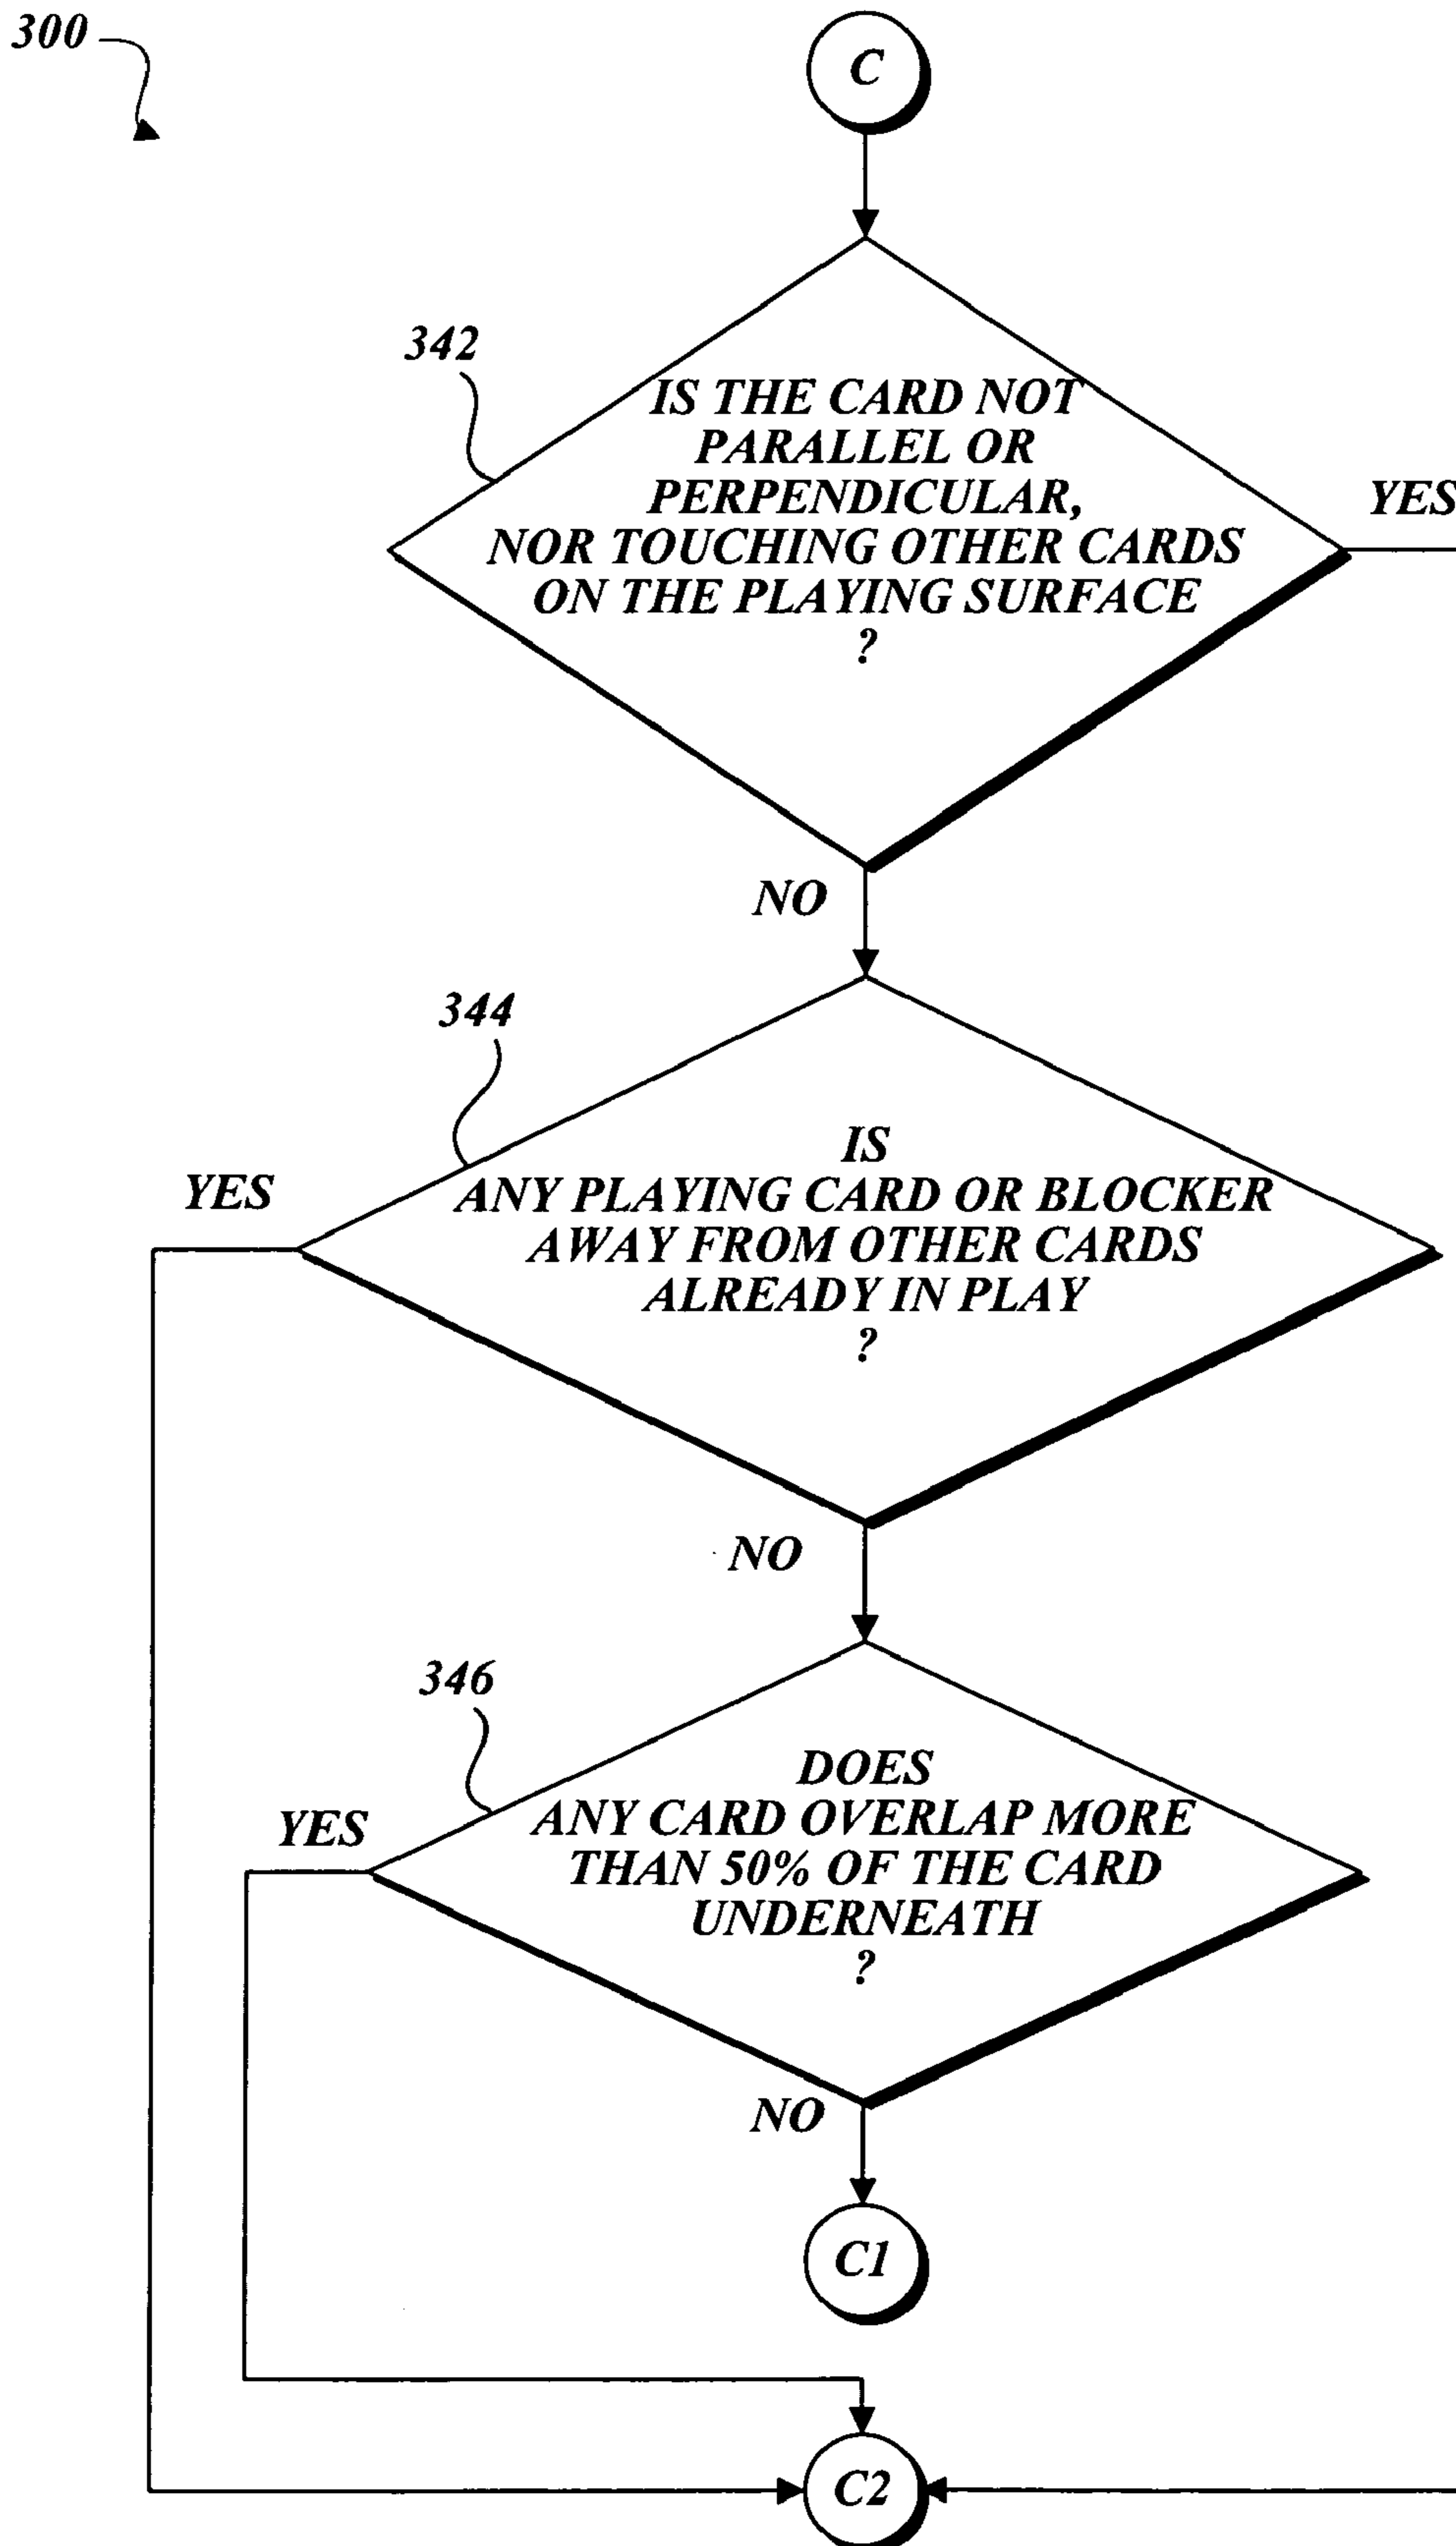 300
C
342
IS THE CARD NOT
PARALLEL OR
PERPENDICULAR,
NOR TOUCHING OTHER CARDS
ON THE PLAYING SURFACE
?
YES
NO
344
IS
ANY PLAYING CARD OR BLOCKER
AWAY FROM OTHER CARDS
ALREADY IN PLAY
?
YES
NO
346
DOES
ANY CARD OVERLAP MORE
THAN 50% OF THE CARD
UNDERNEATH
?
YES
NO
C1
C2